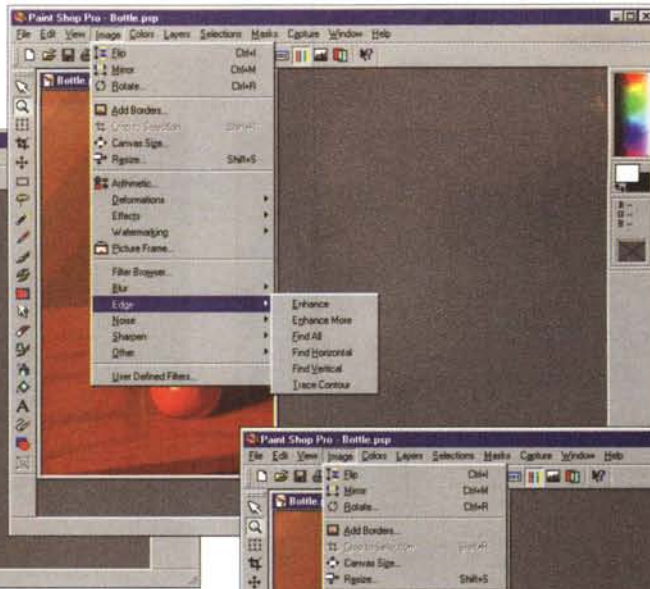 Paint Shop Pro - Bottle.psp
File Edit View Image Colors Layers Selections Masks Capture Window Help
Bottle.
Flip Ctrl+I
Mirror Ctrl+M
Rotate... Ctrl+R
Add Borders...
Crop to Selection Shift+R
Canvas Size...
Resize... Shift+S
Arithmetic...
Deformations
Effects
Watermarking
Picture Frame...
Filter Browser...
Blur
Edge
Noise
Sharpen
Other
User Defined Filters...
Enhance
Enhance More
Find All
Find Horizontal
Find Vertical
Trace Contour
R: -
G: -
B: -
Paint Shop Pro - Bottle.psp
File Edit View Image Colors Layers Selections Masks Capture Window Help
Bottle.
Flip Ctrl+I
Mirror Ctrl+M
Rotate... Ctrl+R
Add Borders...
Crop to Selection Shift+R
Canvas Size...
Resize... Shift+S